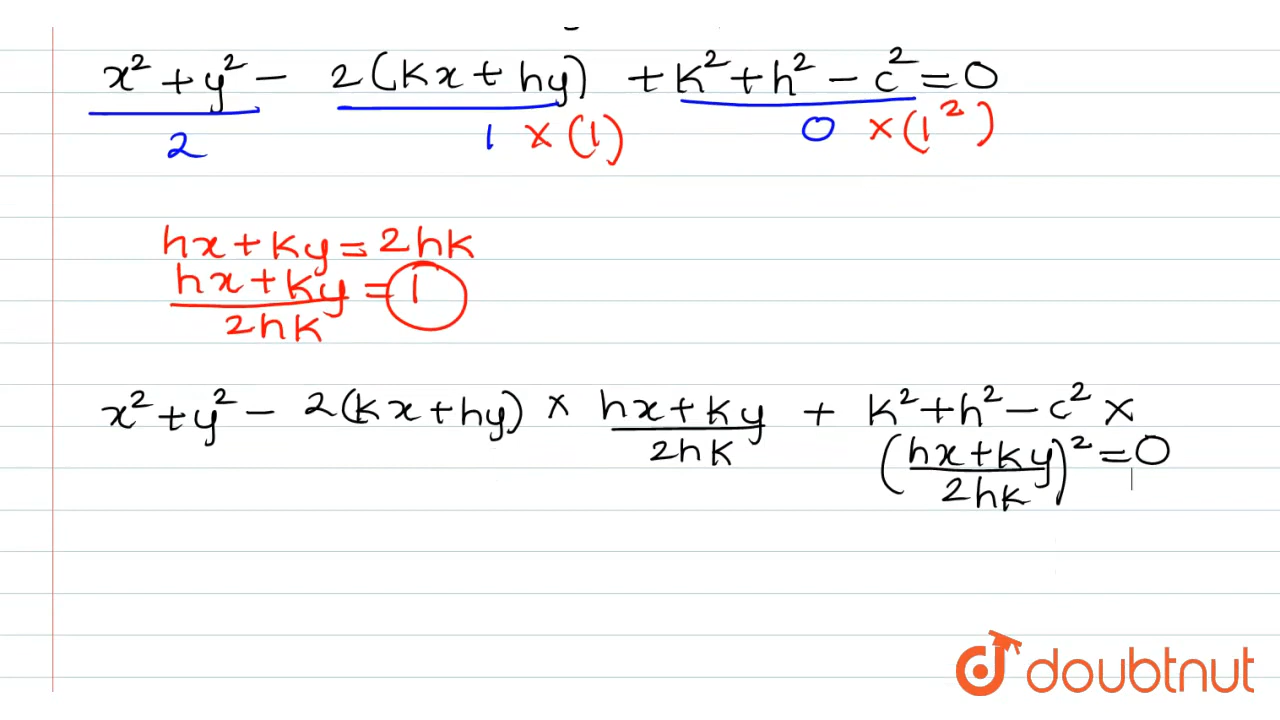 x² + y² - 2(kx + hy) + k² + h² - c² = 0
2 1 × (1) 0 × (1²)
hx + ky = 2hk
hx + ky = 1
2hk
x² + y² - 2(kx + hy) × hx + ky + k² + h² - c² ×
2hk (hx + ky)² = 0
2hk
doubtnut